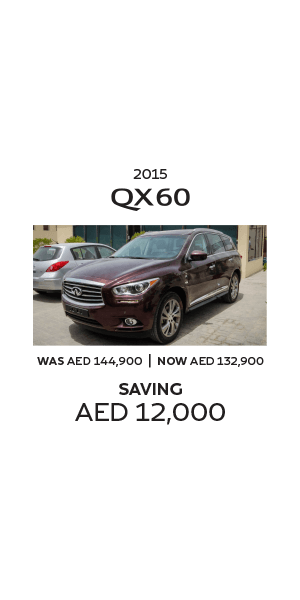 2015
QX60
WAS AED 144,900 | NOW AED 132,900
SAVING
AED 12,000